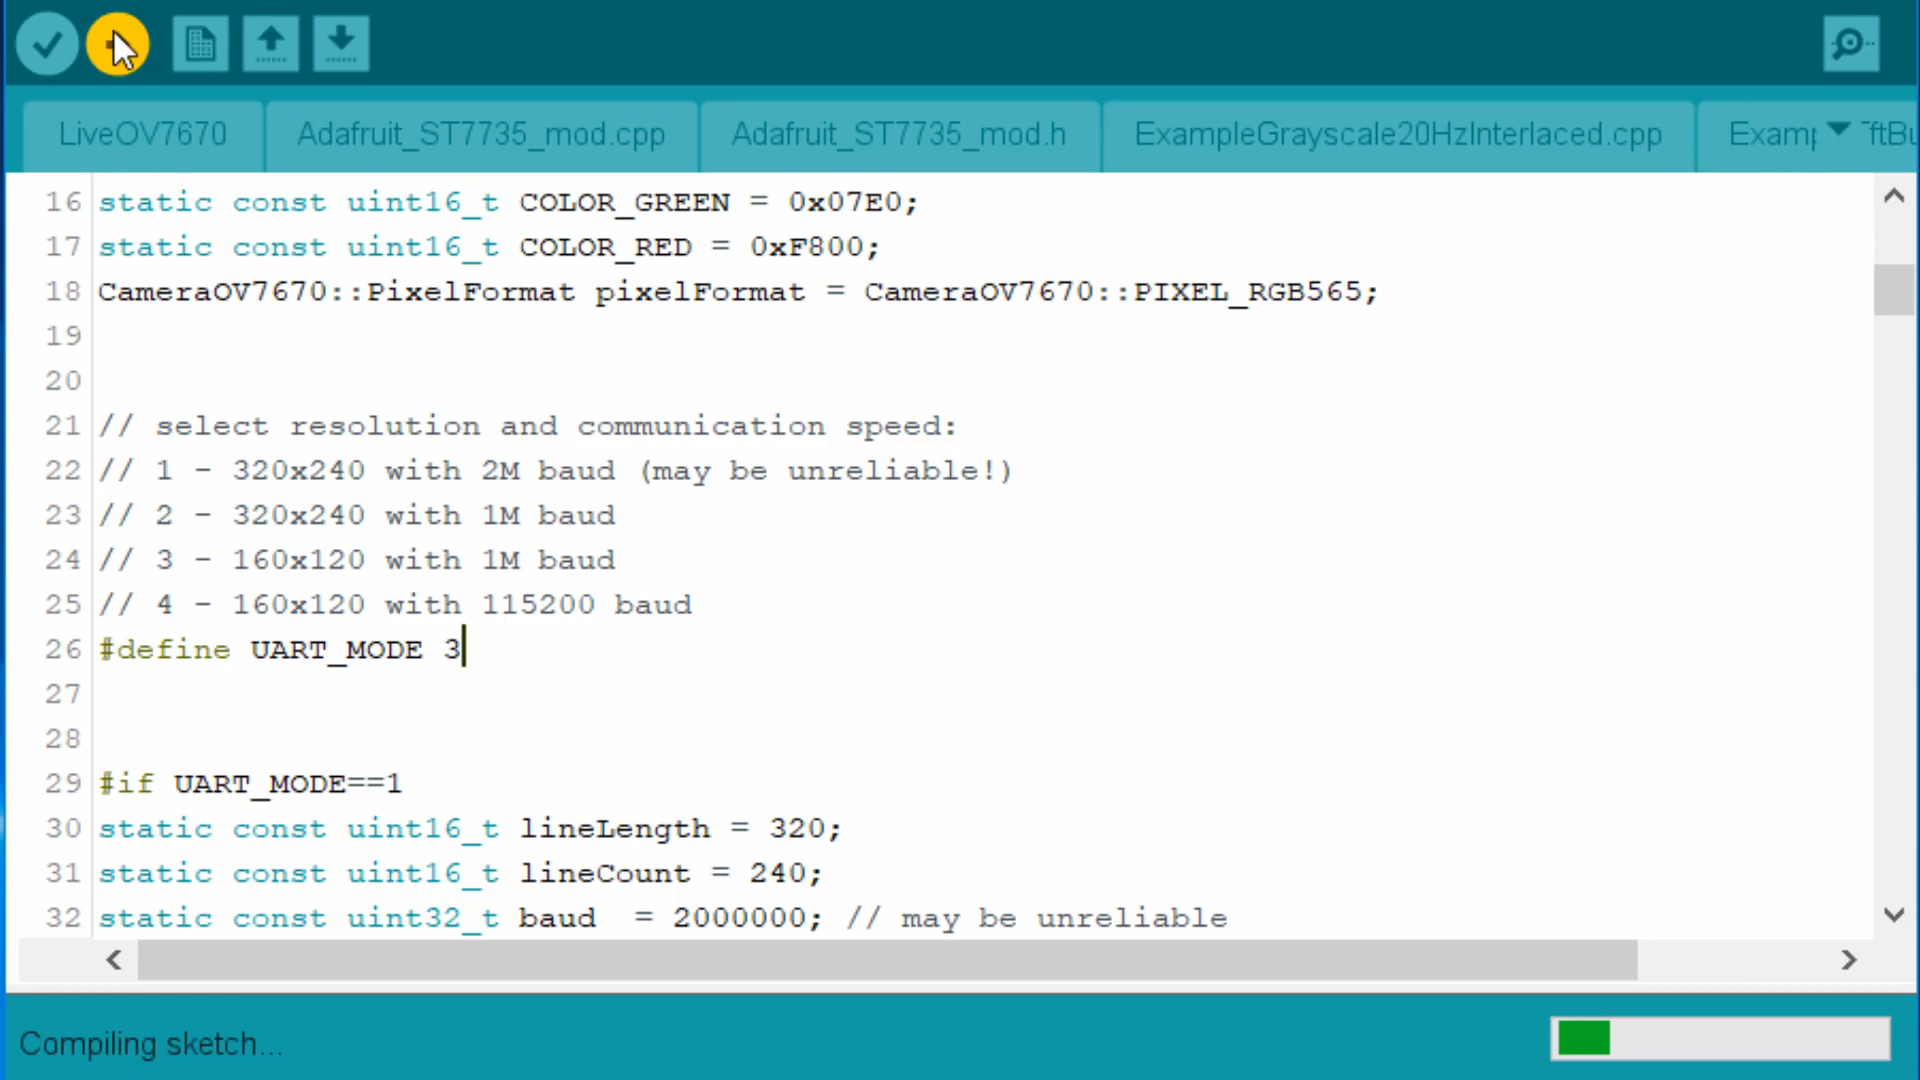 LiveOV7670 Adafruit_ST7735_mod.cpp Adafruit_ST7735_mod.h ExampleGrayscale20HzInterlaced.cpp
16 static const uint16_t COLOR_GREEN = 0x07E0;
17 static const uint16_t COLOR_RED = 0xF800;
18 CameraOV7670::PixelFormat pixelFormat = CameraOV7670::PIXEL_RGB565;
19
20
21 // select resolution and communication speed:
22 // 1 - 320x240 with 2M baud (may be unreliable!)
23 // 2 - 320x240 with 1M baud
24 // 3 - 160x120 with 1M baud
25 // 4 - 160x120 with 115200 baud
26 #define UART_MODE 3
27
28
29 #if UART_MODE==1
30 static const uint16_t lineLength = 320;
31 static const uint16_t lineCount = 240;
32 static const uint32_t baud  = 2000000; // may be unreliable
Compiling sketch...